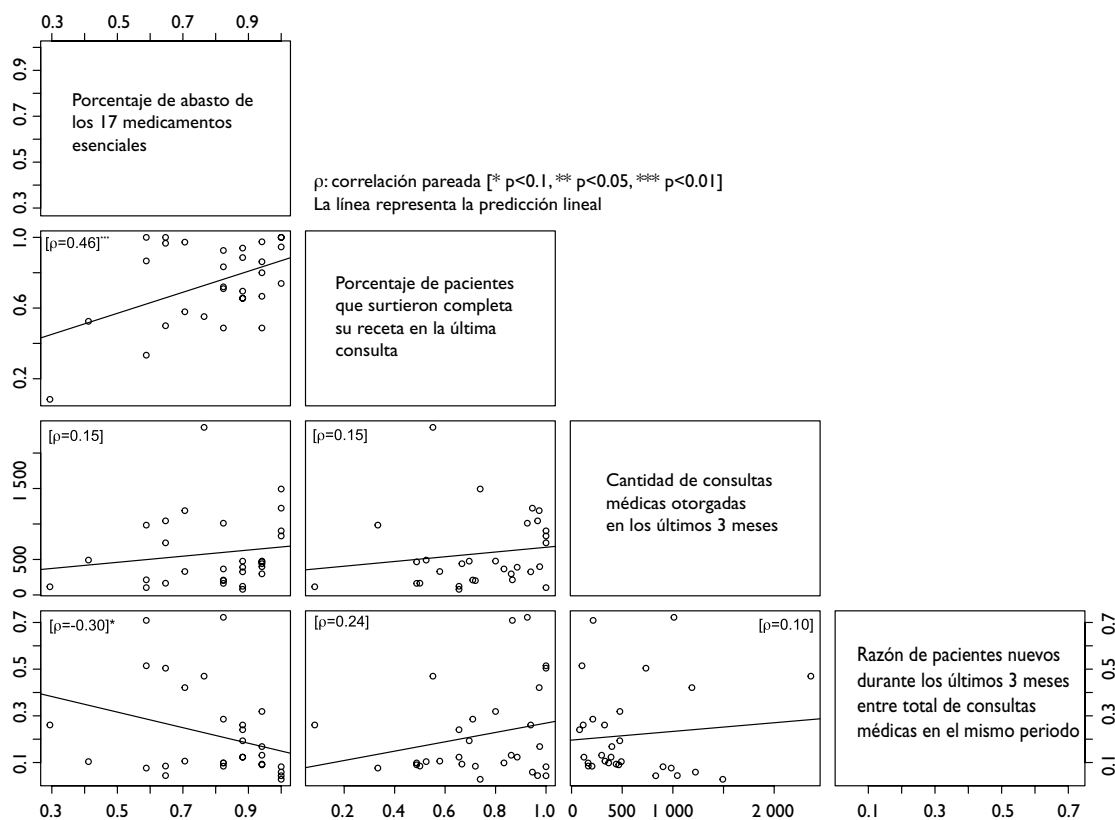 0.3 0.5 0.7 0.9
0.3 0.5 0.7 0.9
Porcentaje de abasto de
los 17 medicamentos
esenciales
ρ: correlación pareada [* p<0.1, ** p<0.05, *** p<0.01]
La línea representa la predicción lineal
0.2 0.6 1.0
[ρ=0.46]***
Porcentaje de pacientes
que surtieron completa
su receta en la última
consulta
0 500 1 500
[ρ=0.15]
[ρ=0.15]
Cantidad de consultas
médicas otorgadas
en los últimos 3 meses
0.1 0.3 0.5 0.7
[ρ=-0.30]*
[ρ=0.24]
[ρ=0.10]
Razón de pacientes nuevos
durante los últimos 3 meses
entre total de consultas
médicas en el mismo periodo
0.1 0.3 0.5 0.7
0.3 0.5 0.7 0.9
0.2 0.4 0.6 0.8 1.0
0 500 1 000 2 000
0.1 0.3 0.5 0.7